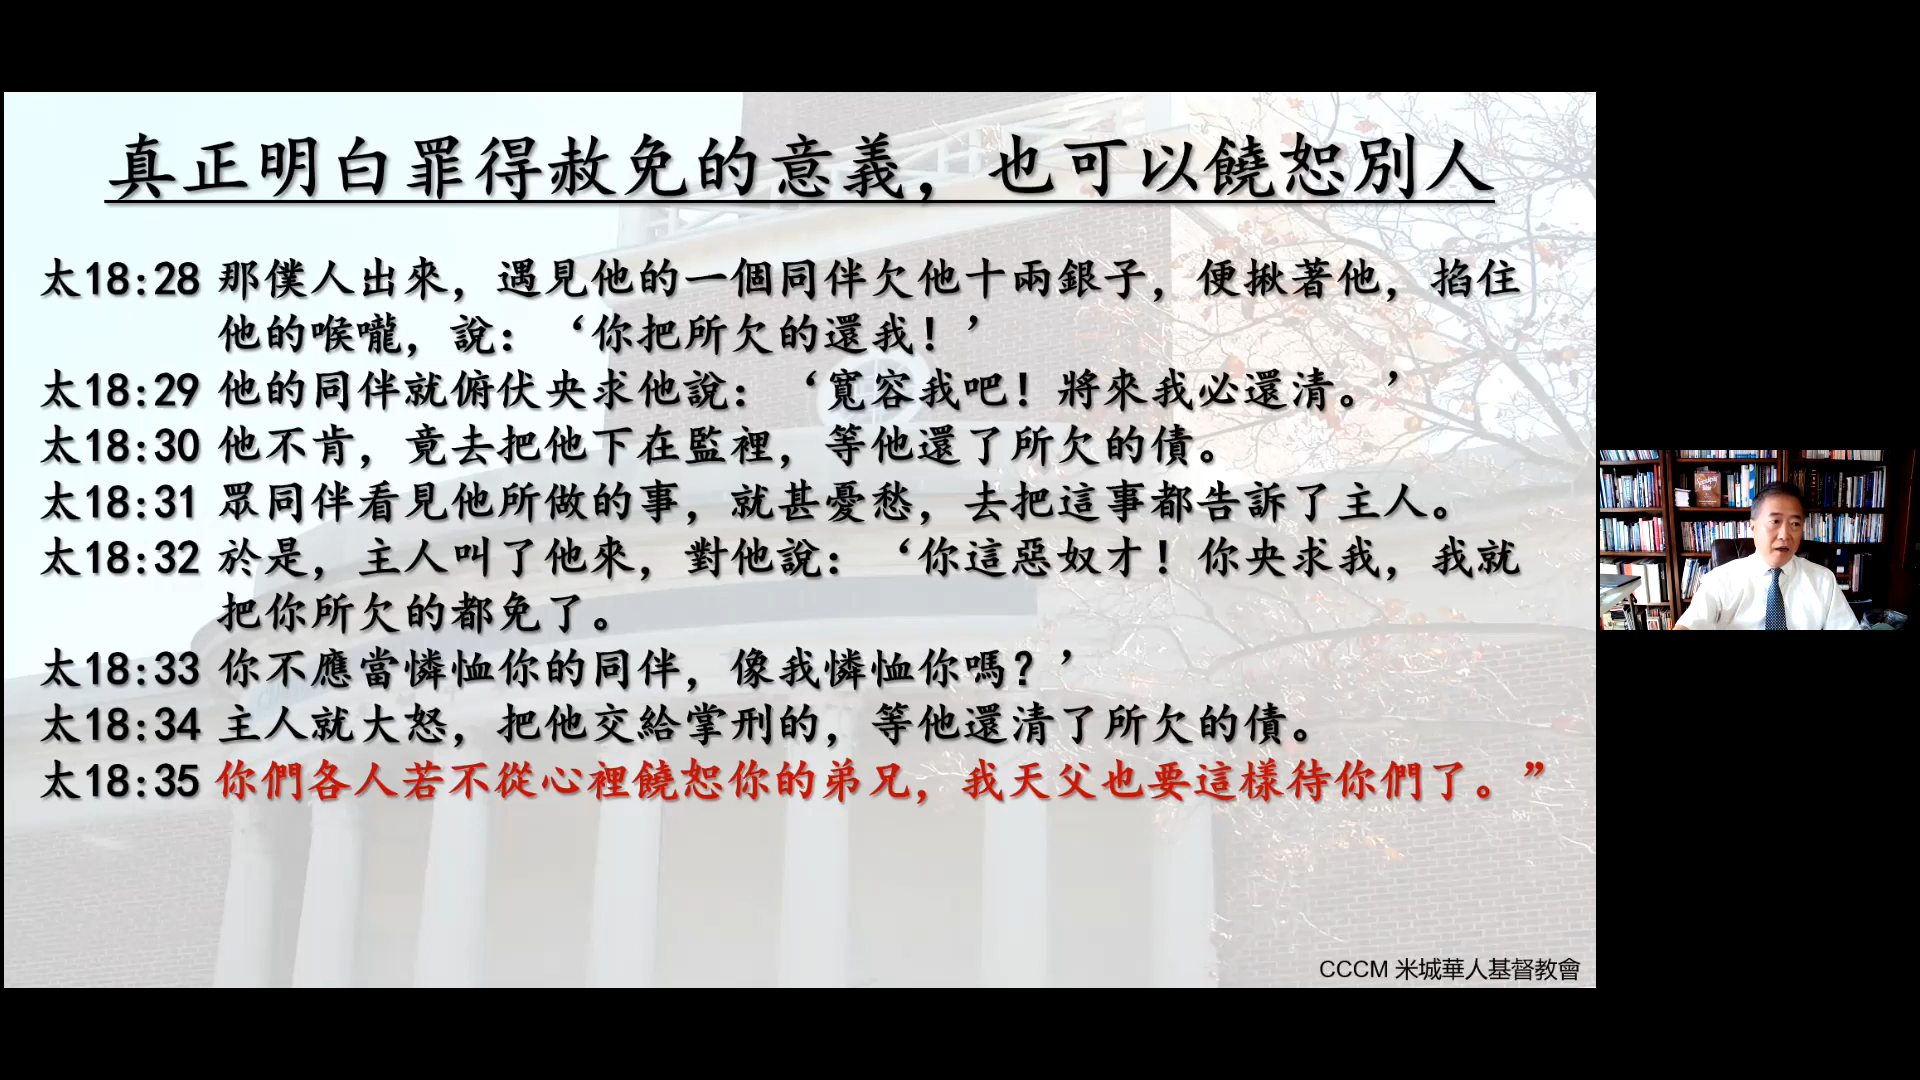 真正明白罪得赦免的意義，也可以饒恕別人
太18:28 那僕人出來，遇見他的一個同伴欠他十兩銀子，便揪著他，掐住
他的喉嚨，說：‘你把所欠的還我！’
太18:29 他的同伴就俯伏央求他說：‘寬容我吧！將來我必還清。’
太18:30 他不肯，竟去把他下在監裡，等他還了所欠的債。
太18:31 眾同伴看見他所做的事，就甚憂愁，去把這事都告訴了主人。
太18:32 於是，主人叫了他來，對他說：‘你這惡奴才！你央求我，我就
把你所欠的都免了。
太18:33 你不應當憐恤你的同伴，像我憐恤你嗎？’
太18:34 主人就大怒，把他交給掌刑的，等他還清了所欠的債。
太18:35 你們各人若不從心裡饒恕你的弟兄，我天父也要這樣待你們了。”
CCCM 米城華人基督教會